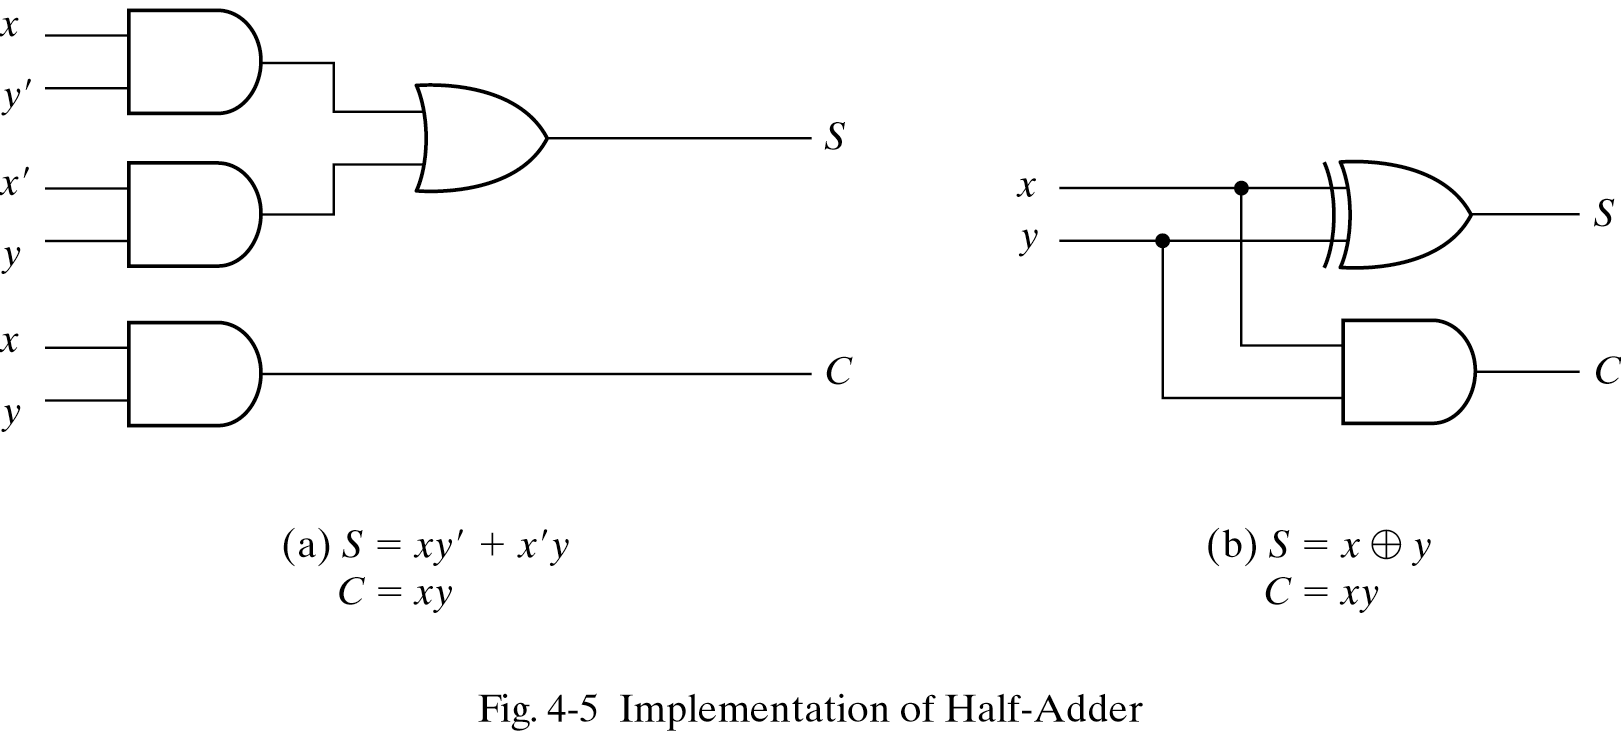 x
y′
x′
y
x
y
S
C
x
y
S
C
(a) S = xy′ + x′y
C = xy
(b) S = x ⊕ y
C = xy
Fig. 4-5 Implementation of Half-Adder